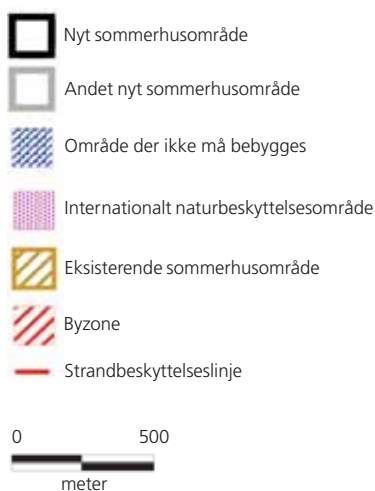 Nyt sommerhusområde
Andet nyt sommerhusområde
Område der ikke må bebygges
Internationalt naturbeskyttelsesområde
Eksisterende sommerhusområde
Byzone
Strandbeskyttelseslinje
0 500
meter